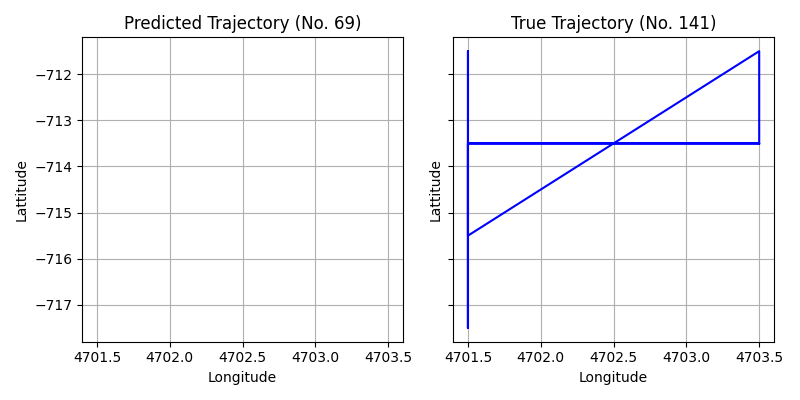 Predicted Trajectory (No. 69)
−712
−713
−714
−715
−716
−717
Lattitude
4701.5 4702.0 4702.5 4703.0 4703.5
Longitude
True Trajectory (No. 141)
Lattitude
4701.5 4702.0 4702.5 4703.0 4703.5
Longitude